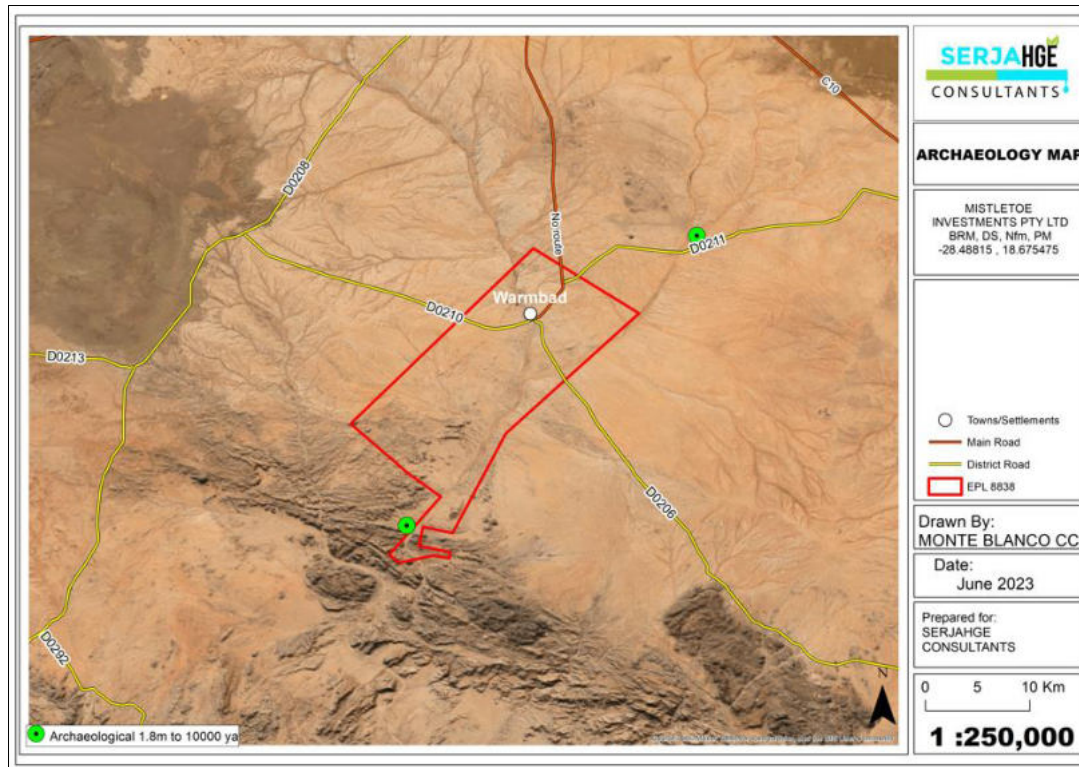 D0208
C10
No route
D0211
Warmbad
D0210
D0213
D0206
D0292
Archaeological 1.8m to 10000 ya
SERJAHGE
CONSULTANTS
ARCHAEOLOGY MAP
MISTLETOE
INVESTMENTS PTY LTD
BRM, DS, Nfm, PM
-28.48815 , 18.675475
Towns/Settlements
Main Road
District Road
EPL 8838
Drawn By:
MONTE BLANCO CC
Date:
June 2023
Prepared for:
SERJAHGE
CONSULTANTS
N
0 5 10 Km
1 :250,000